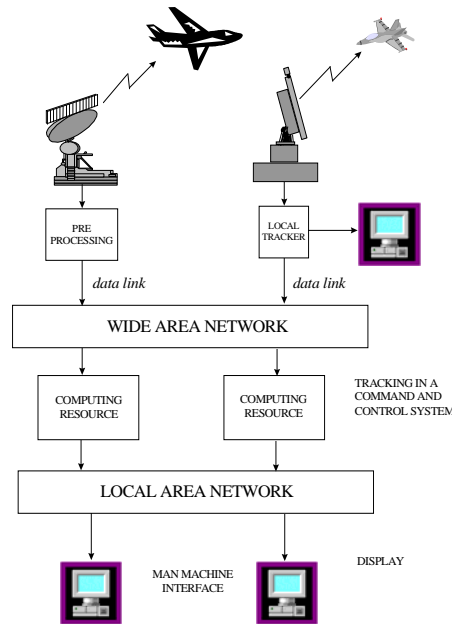 PRE
PROCESSING
LOCAL
TRACKER
data link
data link
WIDE AREA NETWORK
COMPUTING
RESOURCE
COMPUTING
RESOURCE
TRACKING IN A
COMMAND AND
CONTROL SYSTEM
LOCAL AREA NETWORK
MAN MACHINE
INTERFACE
DISPLAY